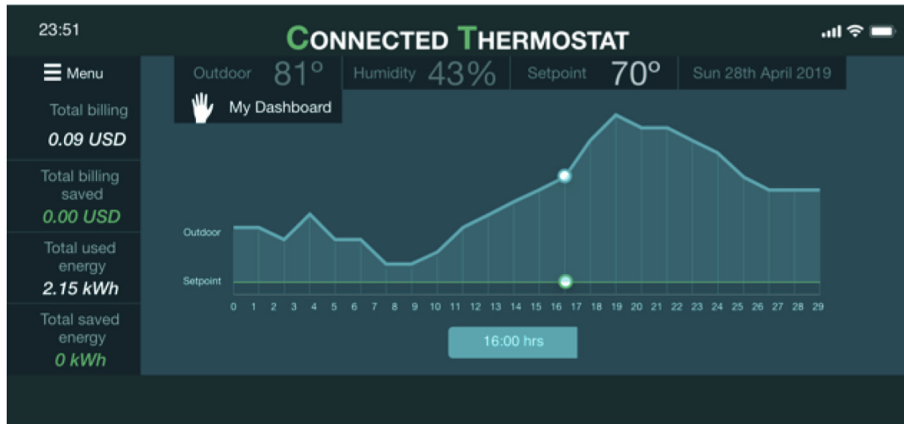 23:51
CONNECTED THERMOSTAT
Menu
Outdoor 81° Humidity 43% Setpoint 70° Sun 28th April 2019
My Dashboard
Total billing
0.09 USD
Total billing
saved
0.00 USD
Total used
energy
2.15 kWh
Total saved
energy
0 kWh
Outdoor
Setpoint
0 1 2 3 4 5 6 7 8 9 10 11 12 13 14 15 16 17 18 19 20 21 22 23 24 25 26 27 28 29
16:00 hrs